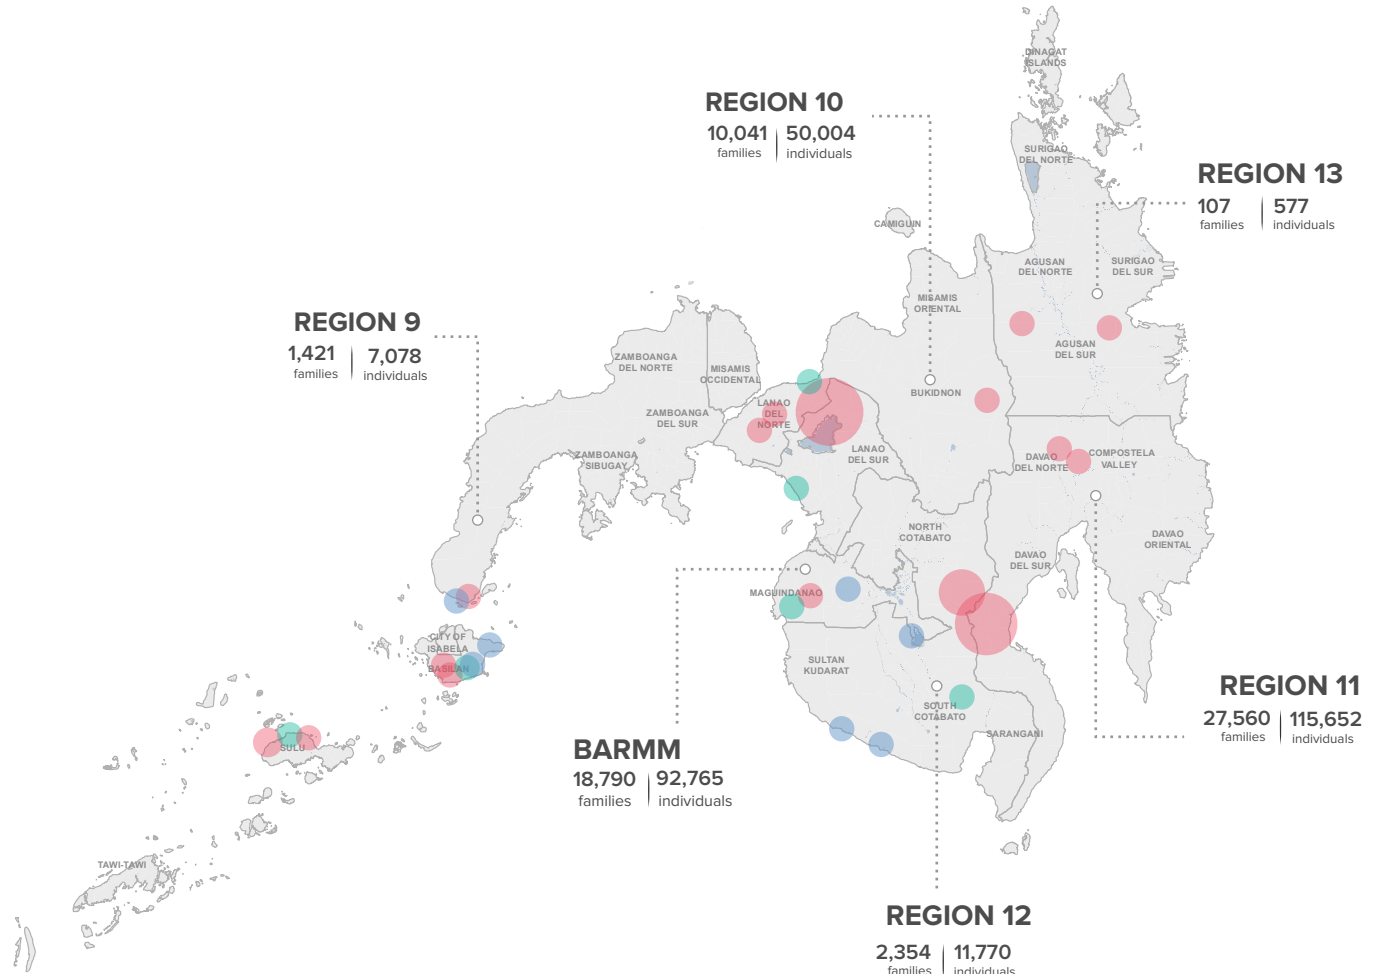 DINAGAT
ISLANDS
REGION 10
10,041 | 50,004
families individuals
SURIGAO
DEL NORTE
REGION 13
107 | 577
families individuals
CAMIGUIN
AGUSAN
DEL NORTE
SURIGAO
DEL SUR
MISAMIS
ORIENTAL
REGION 9
1,421 | 7,078
families individuals
ZAMBOANGA
DEL NORTE
MISAMIS
OCCIDENTAL
AGUSAN
DEL SUR
BUKIDNON
LANAO
DEL
NORTE
ZAMBOANGA
DEL SUR
LANAO
DEL SUR
ZAMBOANGA
SIBUGAY
DAVAO
DEL NORTE
COMPOSTELA
VALLEY
NORTH
COTABATO
DAVAO
ORIENTAL
DAVAO
DEL SUR
MAGUINDANAO
CITY OF
ISABELA
BASILAN
SULTAN
KUDARAT
REGION 11
27,560 | 115,652
families individuals
SOUTH
COTABATO
SARANGANI
SULU
BARMM
18,790 | 92,765
families individuals
TAWI-TAWI
REGION 12
2,354 | 11,770
families individuals